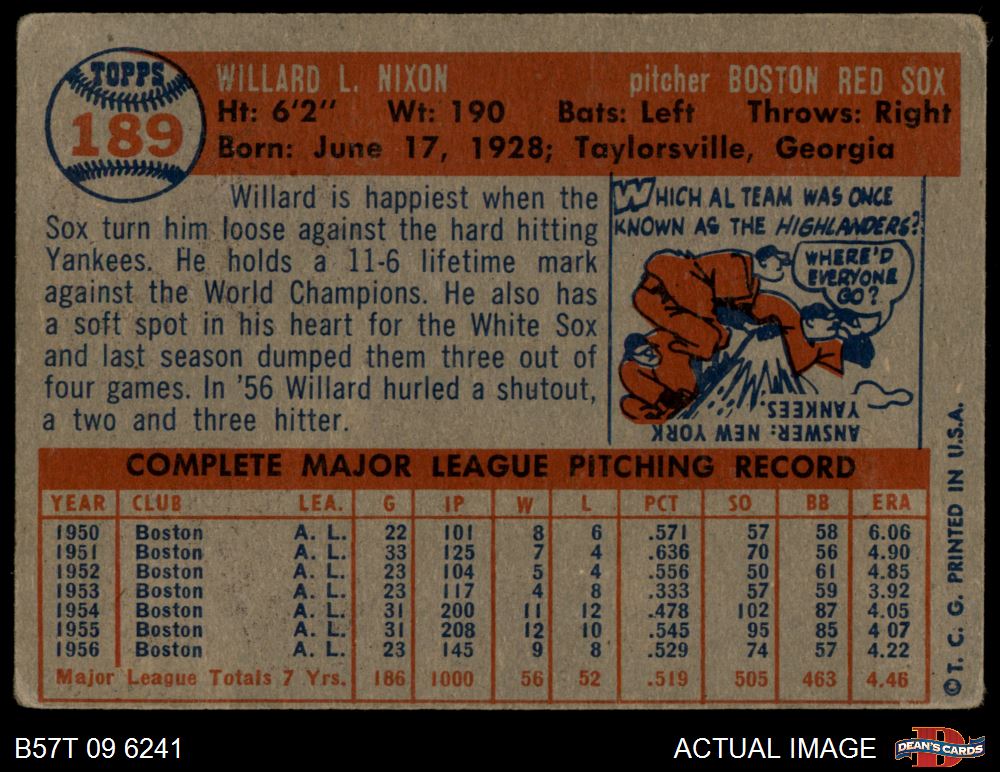 TOPPS
189
WILLARD L. NIXON pitcher BOSTON RED SOX
Ht: 6'2" Wt: 190 Bats: Left Throws: Right
Born: June 17, 1928; Taylorsville, Georgia
Willard is happiest when the
Sox turn him loose against the hard hitting
Yankees. He holds a 11-6 lifetime mark
against the World Champions. He also has
a soft spot in his heart for the White Sox
and last season dumped them three out of
four games. In '56 Willard hurled a shutout,
a two and three hitter.
WHICH AL TEAM WAS ONCE
KNOWN AS THE HIGHLANDERS?
WHERE'D
EVERYONE
GO?
ANSWER: NEW YORK
YANKEES.
COMPLETE MAJOR LEAGUE PITCHING RECORD
YEAR CLUB LEA. G IP W L PCT SO BB ERA
1950 Boston A. L. 22 101 8 6 .571 57 58 6.06
1951 Boston A. L. 33 125 7 4 .636 70 56 4.90
1952 Boston A. L. 23 104 5 4 .556 50 61 4.85
1953 Boston A. L. 23 117 4 8 .333 57 59 3.92
1954 Boston A. L. 31 200 11 12 .478 102 87 4.05
1955 Boston A. L. 31 208 12 10 .545 95 85 4 07
1956 Boston A. L. 23 145 9 8 .529 74 57 4.22
Major League Totals 7 Yrs. 186 1000 56 52 .519 505 463 4.46
© T. C. G. PRINTED IN U.S.A.
B57T 09 6241 ACTUAL IMAGE
DEAN'S CARDS